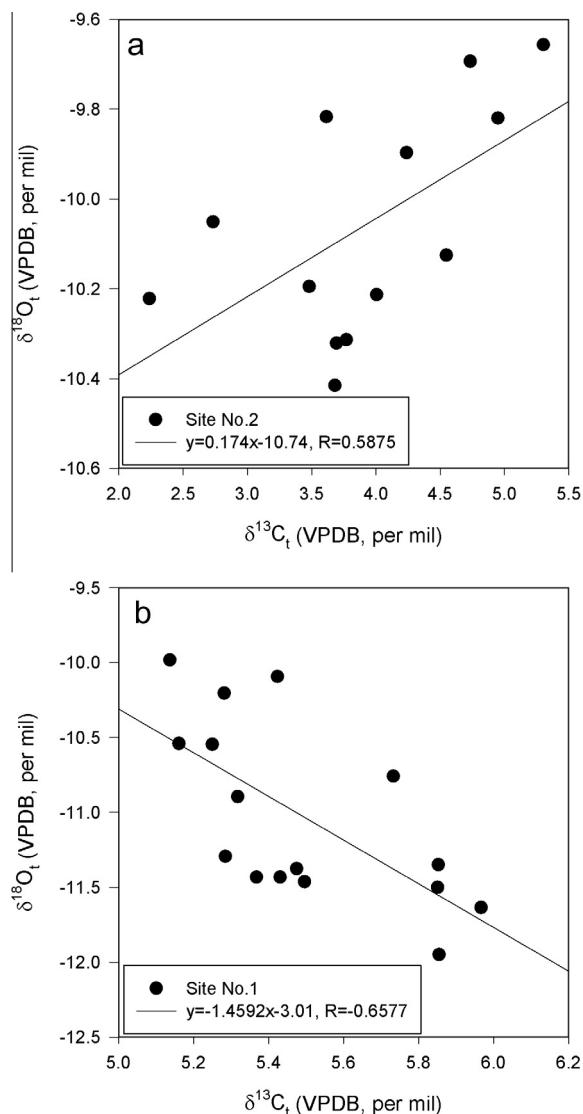 a
-9.6
-9.8
-10.0
-10.2
-10.4
-10.6
δ18Ot (VPDB, per mil)
Site No.2
y=0.174x-10.74, R=0.5875
2.0 2.5 3.0 3.5 4.0 4.5 5.0 5.5
δ13Ct (VPDB, per mil)
b
-9.5
-10.0
-10.5
-11.0
-11.5
-12.0
-12.5
δ18Ot (VPDB, per mil)
Site No.1
y=-1.4592x-3.01, R=-0.6577
5.0 5.2 5.4 5.6 5.8 6.0 6.2
δ13Ct (VPDB, per mil)